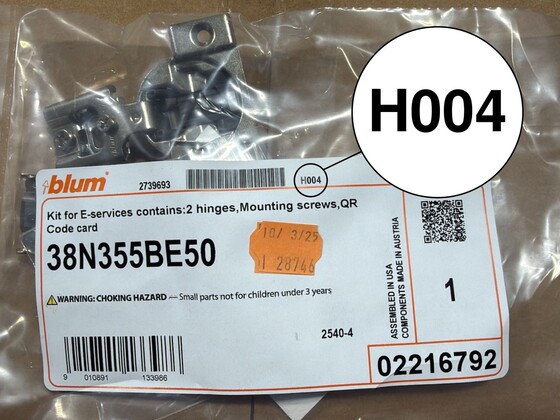 H004
blum
2739693
H004
Kit for E-services contains:2 hinges,Mounting screws,QR
Code card
38N355BE50
10/ 3/25
1 28746
WARNING: CHOKING HAZARD — Small parts not for children under 3 years
2540-4
9 010891 133986
ASSEMBLED IN USA
COMPONENTS MADE IN AUSTRIA
1
02216792